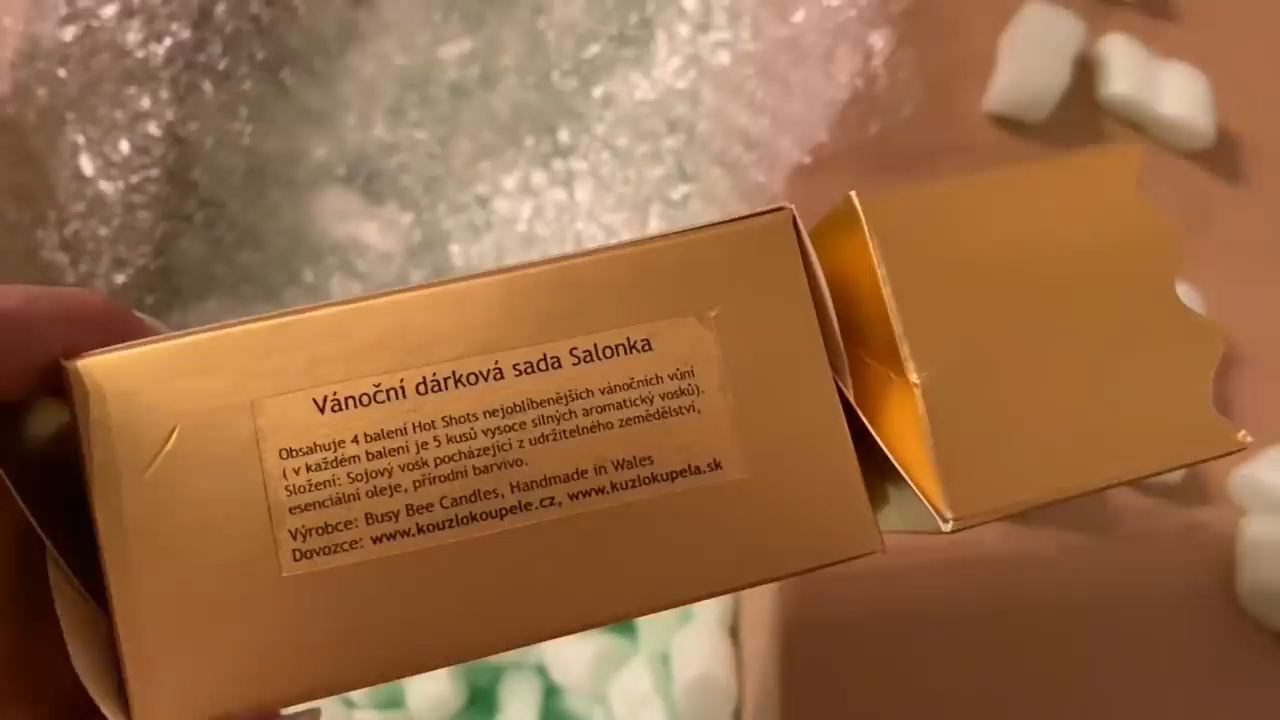 Vánoční dárková sada Salonka
Obsahuje 4 balení Hot Shots nejoblíbenějších vánočních vůní
( v každém balení je 5 kusů vysoce silných aromatický vosků).
Složení: Sojový vosk pocházející z udržitelného zemědělství,
esenciální oleje, přírodní barvivo.
Výrobce: Busy Bee Candles, Handmade in Wales
Dovozce: www.kouzlokoupele.cz, www.kuzlokupela.sk